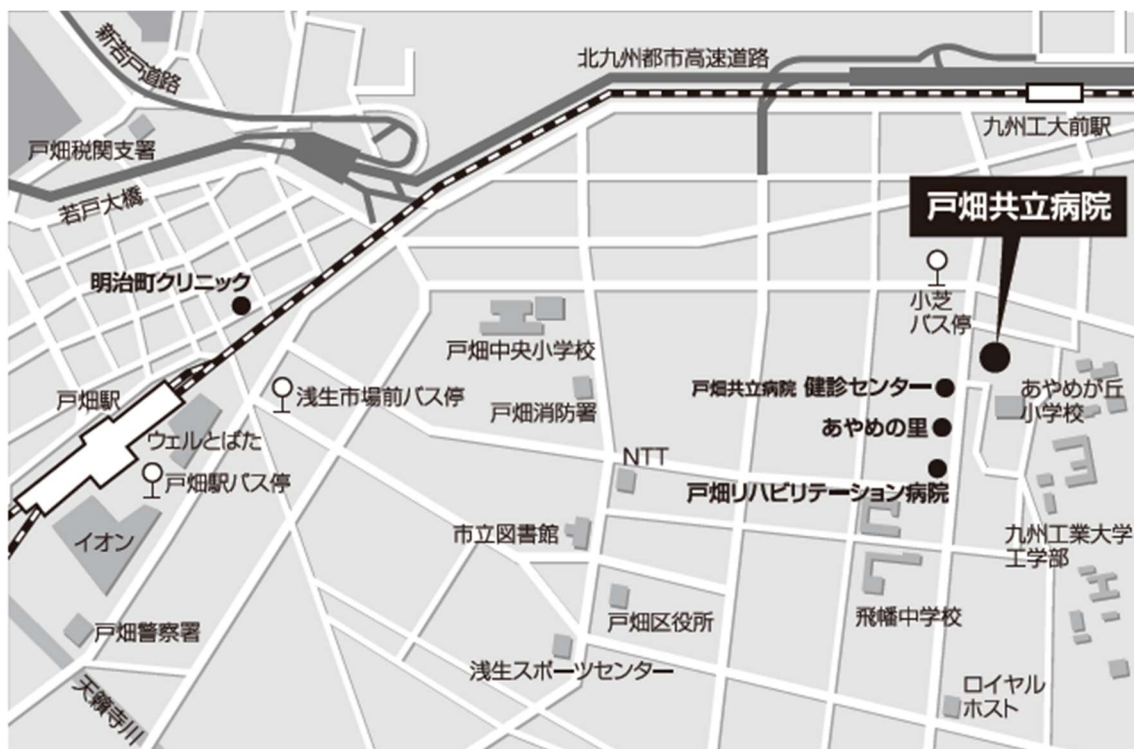 新若戸道路
北九州都市高速道路
九州工大前駅
戸畑税関支署
若戸大橋
戸畑共立病院
明治町クリニック
小芝
バス停
戸畑中央小学校
戸畑駅
浅生市場前バス停
戸畑消防署
戸畑共立病院 健診センター
あやめが丘
小学校
あやめの里
ウェルとばた
NTT
戸畑駅バス停
戸畑リハビリテーション病院
イオン
市立図書館
九州工業大学
工学部
戸畑警察署
戸畑区役所
飛幡中学校
浅生スポーツセンター
天籟寺川
ロイヤル
ホスト